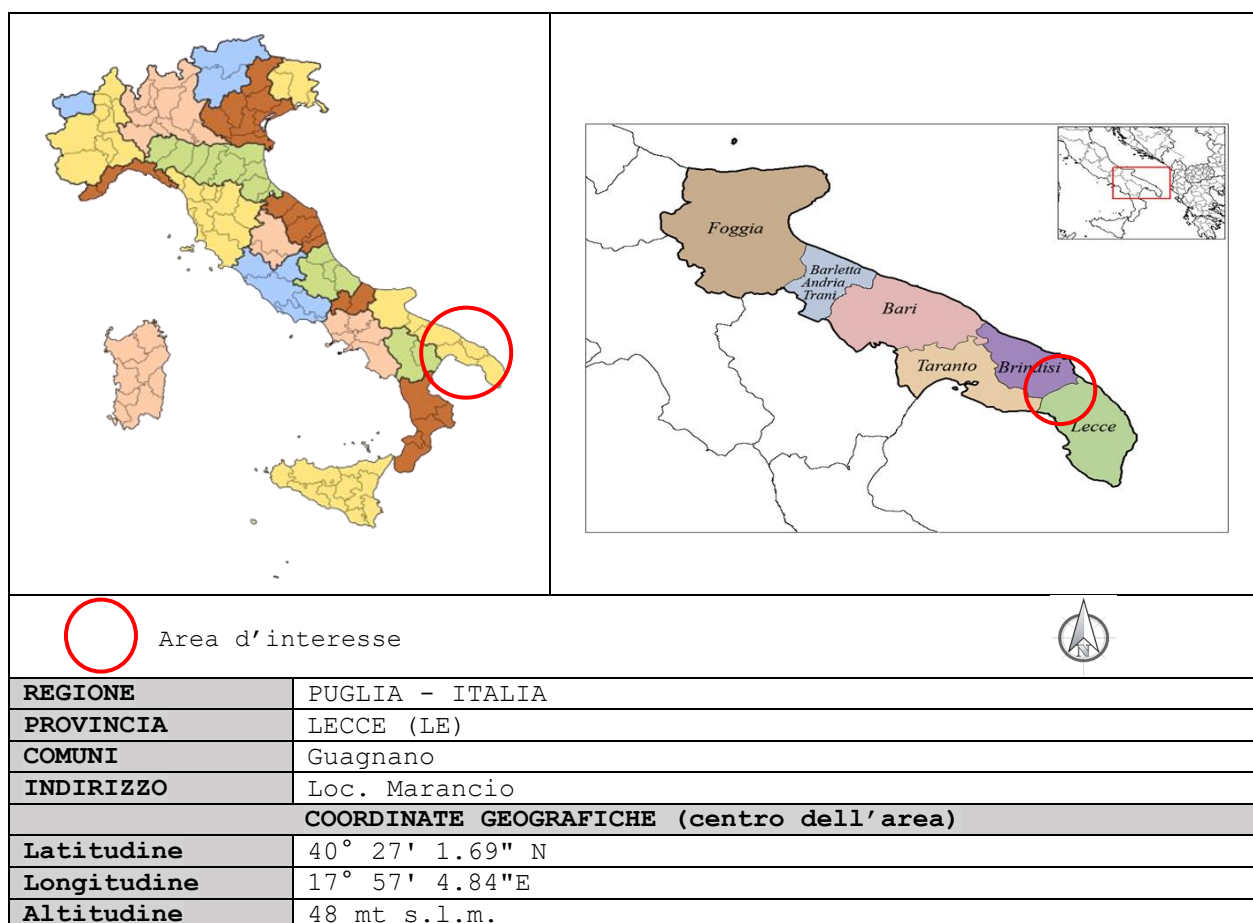 Foggia
Barletta
Andria
Trani
Bari
Taranto
Brindisi
Lecce
Area d’interesse
N
REGIONE PUGLIA - ITALIA
PROVINCIA LECCE (LE)
COMUNI Guagnano
INDIRIZZO Loc. Marancio
COORDINATE GEOGRAFICHE (centro dell’area)
Latitudine 40° 27' 1.69" N
Longitudine 17° 57' 4.84"E
Altitudine 48 mt s.l.m.